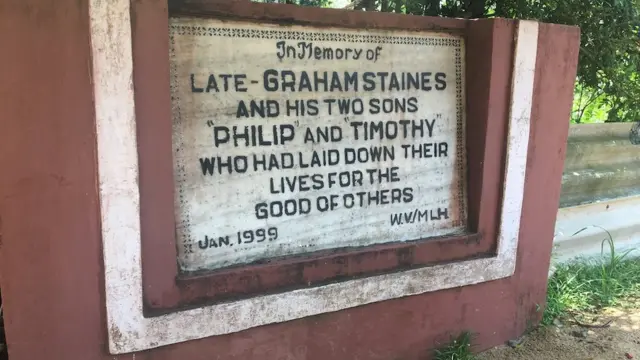 In Memory of
LATE-GRAHAM STAINES
AND HIS TWO SONS
"PHILIP" AND "TIMOTHY"
WHO HAD LAID DOWN THEIR
LIVES FOR THE
GOOD OF OTHERS
JAN, 1999 W.V/MLH.